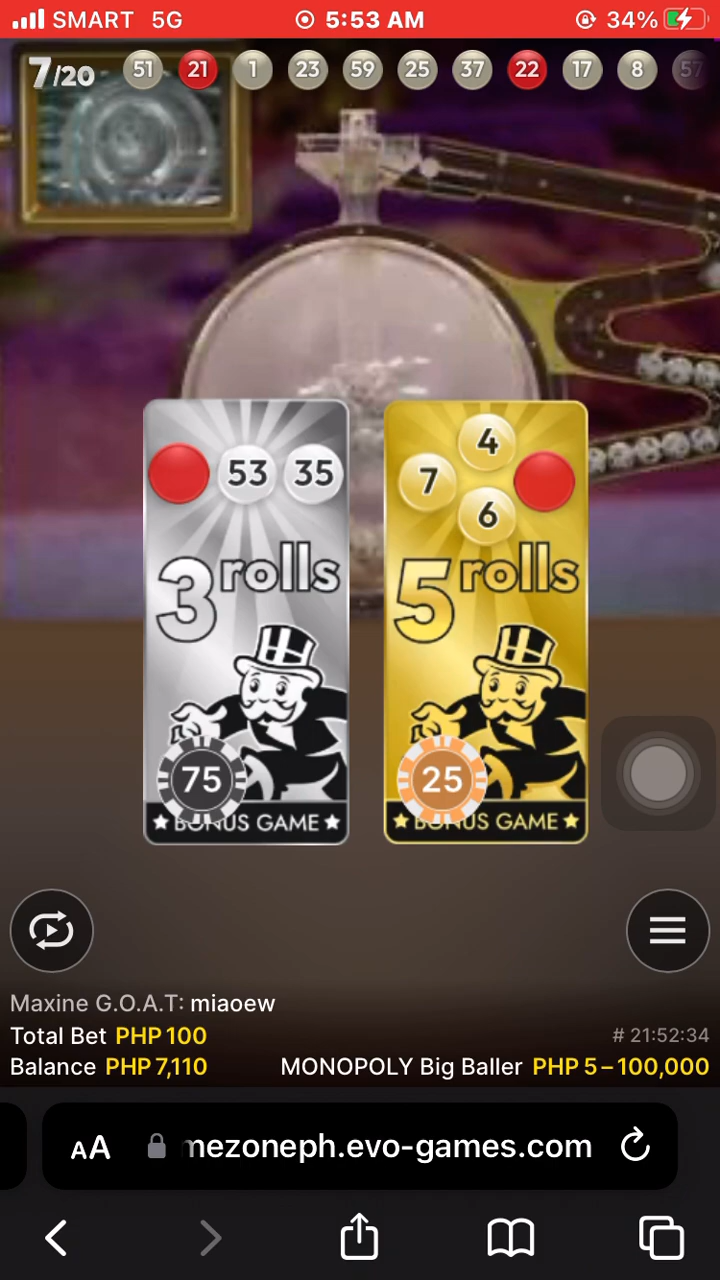 SMART 5G 5:53 AM 34%
7/20 51 21 1 23 59 25 37 22 17 8 57
53 35
3 rolls
75
BONUS GAME
4
7
6
5 rolls
25
BONUS GAME
Maxine G.O.A.T: miaoew
Total Bet PHP 100
# 21:52:34
Balance PHP 7,110
MONOPOLY Big Baller PHP 5–100,000
AA mezoneph.evo-games.com